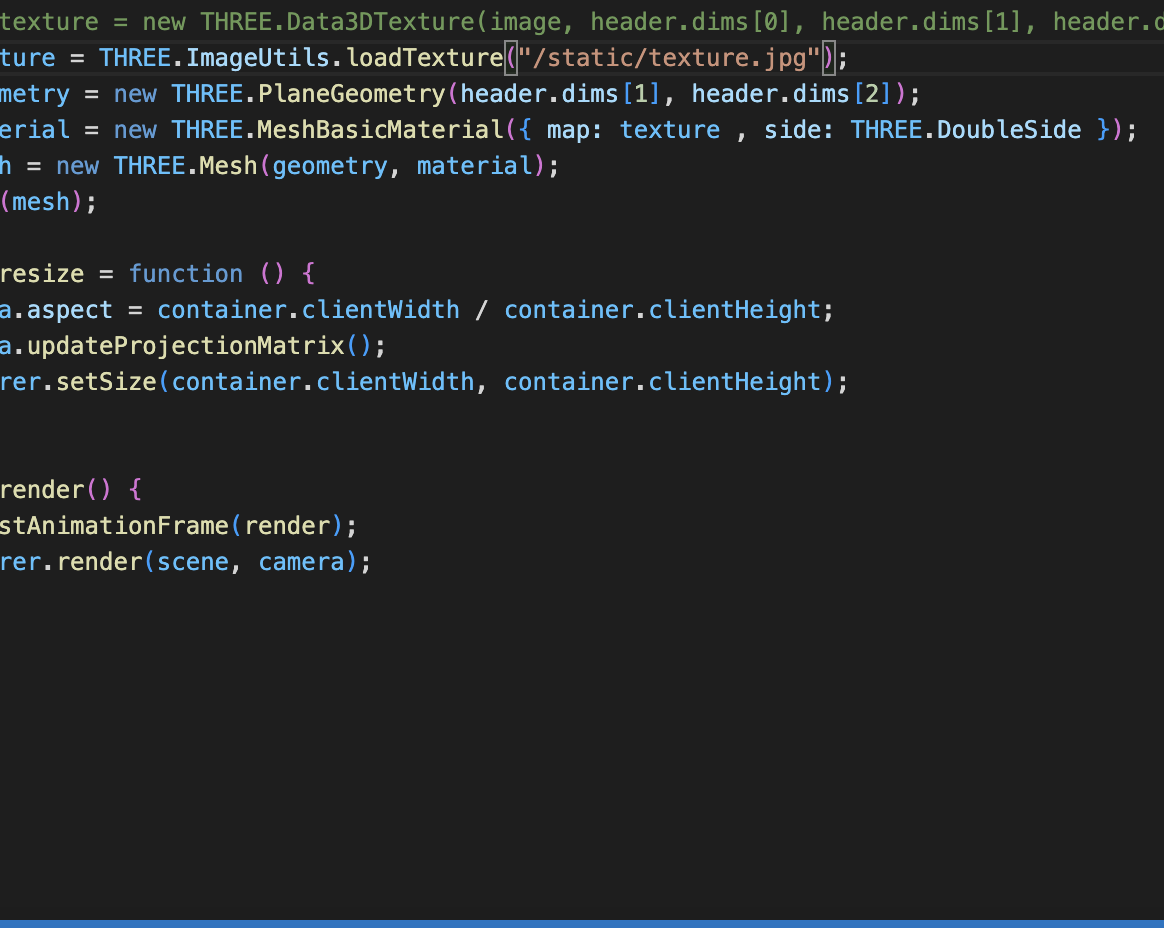 texture = new THREE.Data3DTexture(image, header.dims[0], header.dims[1], header.d
ture = THREE.ImageUtils.loadTexture("/static/texture.jpg");
metry = new THREE.PlaneGeometry(header.dims[1], header.dims[2]);
erial = new THREE.MeshBasicMaterial({ map: texture , side: THREE.DoubleSide });
h = new THREE.Mesh(geometry, material);
(mesh);
resize = function () {
a.aspect = container.clientWidth / container.clientHeight;
a.updateProjectionMatrix();
rer.setSize(container.clientWidth, container.clientHeight);
render() {
stAnimationFrame(render);
rer.render(scene, camera);